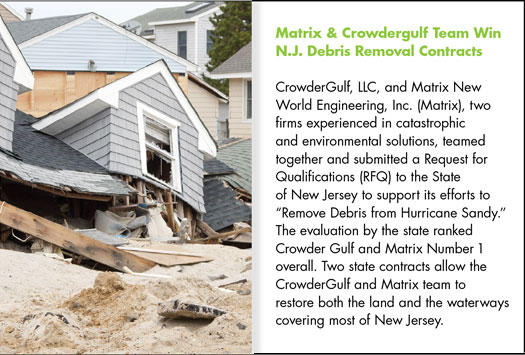 Matrix & Crowdergulf Team Win
N.J. Debris Removal Contracts
CrowderGulf, LLC, and Matrix New
World Engineering, Inc. (Matrix), two
firms experienced in catastrophic
and environmental solutions, teamed
together and submitted a Request for
Qualifications (RFQ) to the State
of New Jersey to support its efforts to
“Remove Debris from Hurricane Sandy.”
The evaluation by the state ranked
Crowder Gulf and Matrix Number 1
overall. Two state contracts allow the
CrowderGulf and Matrix team to
restore both the land and the waterways
covering most of New Jersey.